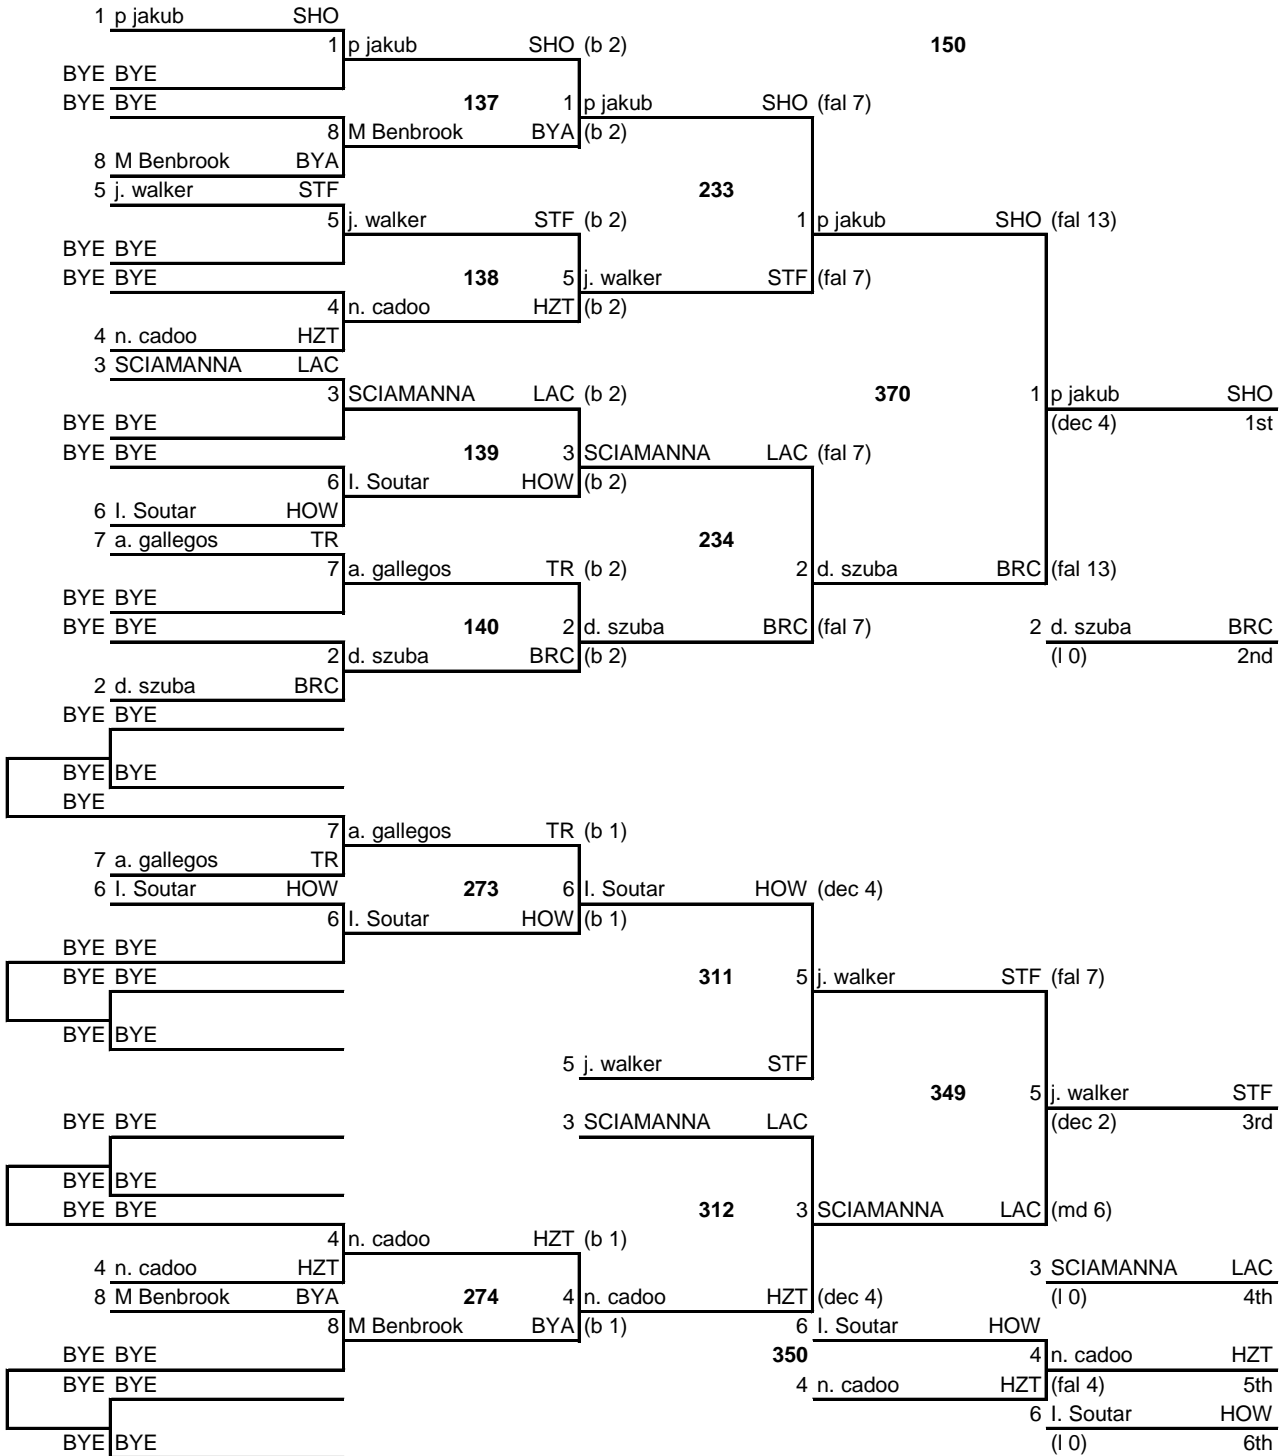 1 p jakub SHO
1 p jakub SHO (b 2) 150
BYE BYE
BYE BYE 137 1 p jakub SHO (fal 7)
8 M Benbrook BYA (b 2)
8 M Benbrook BYA
5 j. walker STF 233
5 j. walker STF (b 2) 1 p jakub SHO (fal 13)
BYE BYE
BYE BYE 138 5 j. walker STF (fal 7)
4 n. cadoo HZT (b 2)
4 n. cadoo HZT
3 SCIAMANNA LAC
3 SCIAMANNA LAC (b 2) 370 1 p jakub SHO
BYE BYE (dec 4) 1st
BYE BYE 139 3 SCIAMANNA LAC (fal 7)
6 I. Soutar HOW (b 2)
6 I. Soutar HOW
7 a. gallegos TR 234
7 a. gallegos TR (b 2) 2 d. szuba BRC (fal 13)
BYE BYE
BYE BYE 140 2 d. szuba BRC (fal 7) 2 d. szuba BRC
2 d. szuba BRC (b 2) (l 0) 2nd
2 d. szuba BRC
BYE BYE
BYE BYE
BYE
7 a. gallegos TR (b 1)
7 a. gallegos TR
6 I. Soutar HOW 273 6 I. Soutar HOW (dec 4)
6 I. Soutar HOW (b 1)
BYE BYE
BYE BYE 311 5 j. walker STF (fal 7)
BYE BYE
5 j. walker STF
349 5 j. walker STF
BYE BYE 3 SCIAMANNA LAC (dec 2) 3rd
BYE BYE
BYE BYE 312 3 SCIAMANNA LAC (md 6)
4 n. cadoo HZT (b 1)
4 n. cadoo HZT 3 SCIAMANNA LAC
8 M Benbrook BYA 274 4 n. cadoo HZT (dec 4) (l 0) 4th
8 M Benbrook BYA (b 1) 6 I. Soutar HOW
BYE BYE 350 4 n. cadoo HZT
BYE BYE 4 n. cadoo HZT (fal 4) 5th
6 I. Soutar HOW
BYE BYE (l 0) 6th